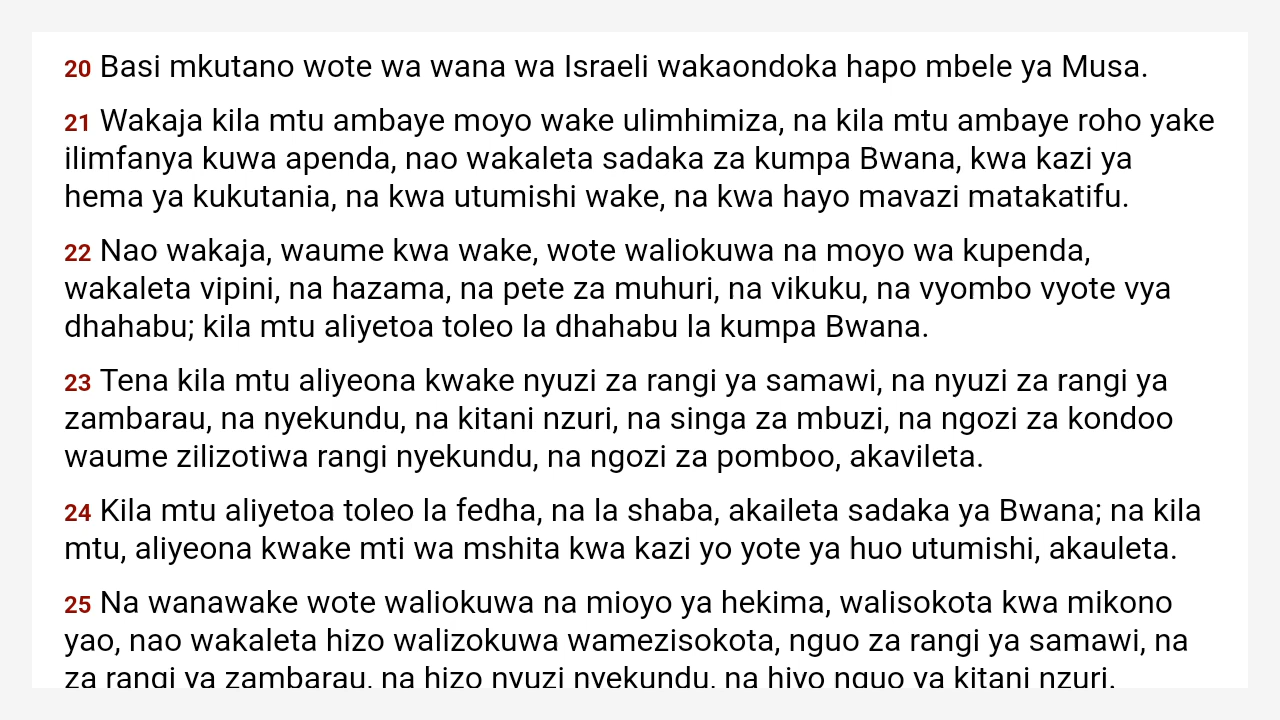 20 Basi mkutano wote wa wana wa Israeli wakaondoka hapo mbele ya Musa.
21 Wakaja kila mtu ambaye moyo wake ulimhimiza, na kila mtu ambaye roho yake
ilimfanya kuwa apenda, nao wakaleta sadaka za kumpa Bwana, kwa kazi ya
hema ya kukutania, na kwa utumishi wake, na kwa hayo mavazi matakatifu.
22 Nao wakaja, waume kwa wake, wote waliokuwa na moyo wa kupenda,
wakaleta vipini, na hazama, na pete za muhuri, na vikuku, na vyombo vyote vya
dhahabu; kila mtu aliyetoa toleo la dhahabu la kumpa Bwana.
23 Tena kila mtu aliyeona kwake nyuzi za rangi ya samawi, na nyuzi za rangi ya
zambarau, na nyekundu, na kitani nzuri, na singa za mbuzi, na ngozi za kondoo
waume zilizotiwa rangi nyekundu, na ngozi za pomboo, akavileta.
24 Kila mtu aliyetoa toleo la fedha, na la shaba, akaileta sadaka ya Bwana; na kila
mtu, aliyeona kwake mti wa mshita kwa kazi yo yote ya huo utumishi, akauleta.
25 Na wanawake wote waliokuwa na mioyo ya hekima, walisokota kwa mikono
yao, nao wakaleta hizo walizokuwa wamezisokota, nguo za rangi ya samawi, na
za rangi ya zambarau, na hizo nyuzi nyekundu, na hiyo nguo ya kitani nzuri.